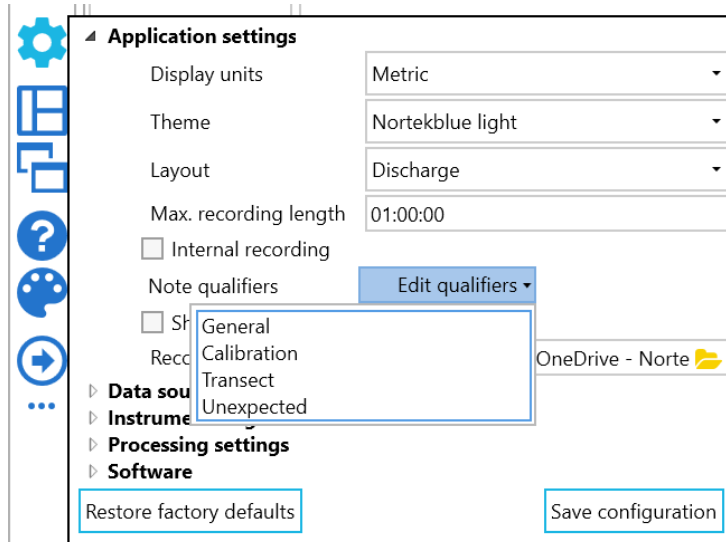 Application settings
Display units Metric
Theme Nortekblue light
Layout Discharge
Max. recording length 01:00:00
Internal recording
Note qualifiers Edit qualifiers
General
Calibration
Transect
Unexpected
OneDrive - Norte
Data sou
Instrume
Processing settings
Software
Restore factory defaults Save configuration